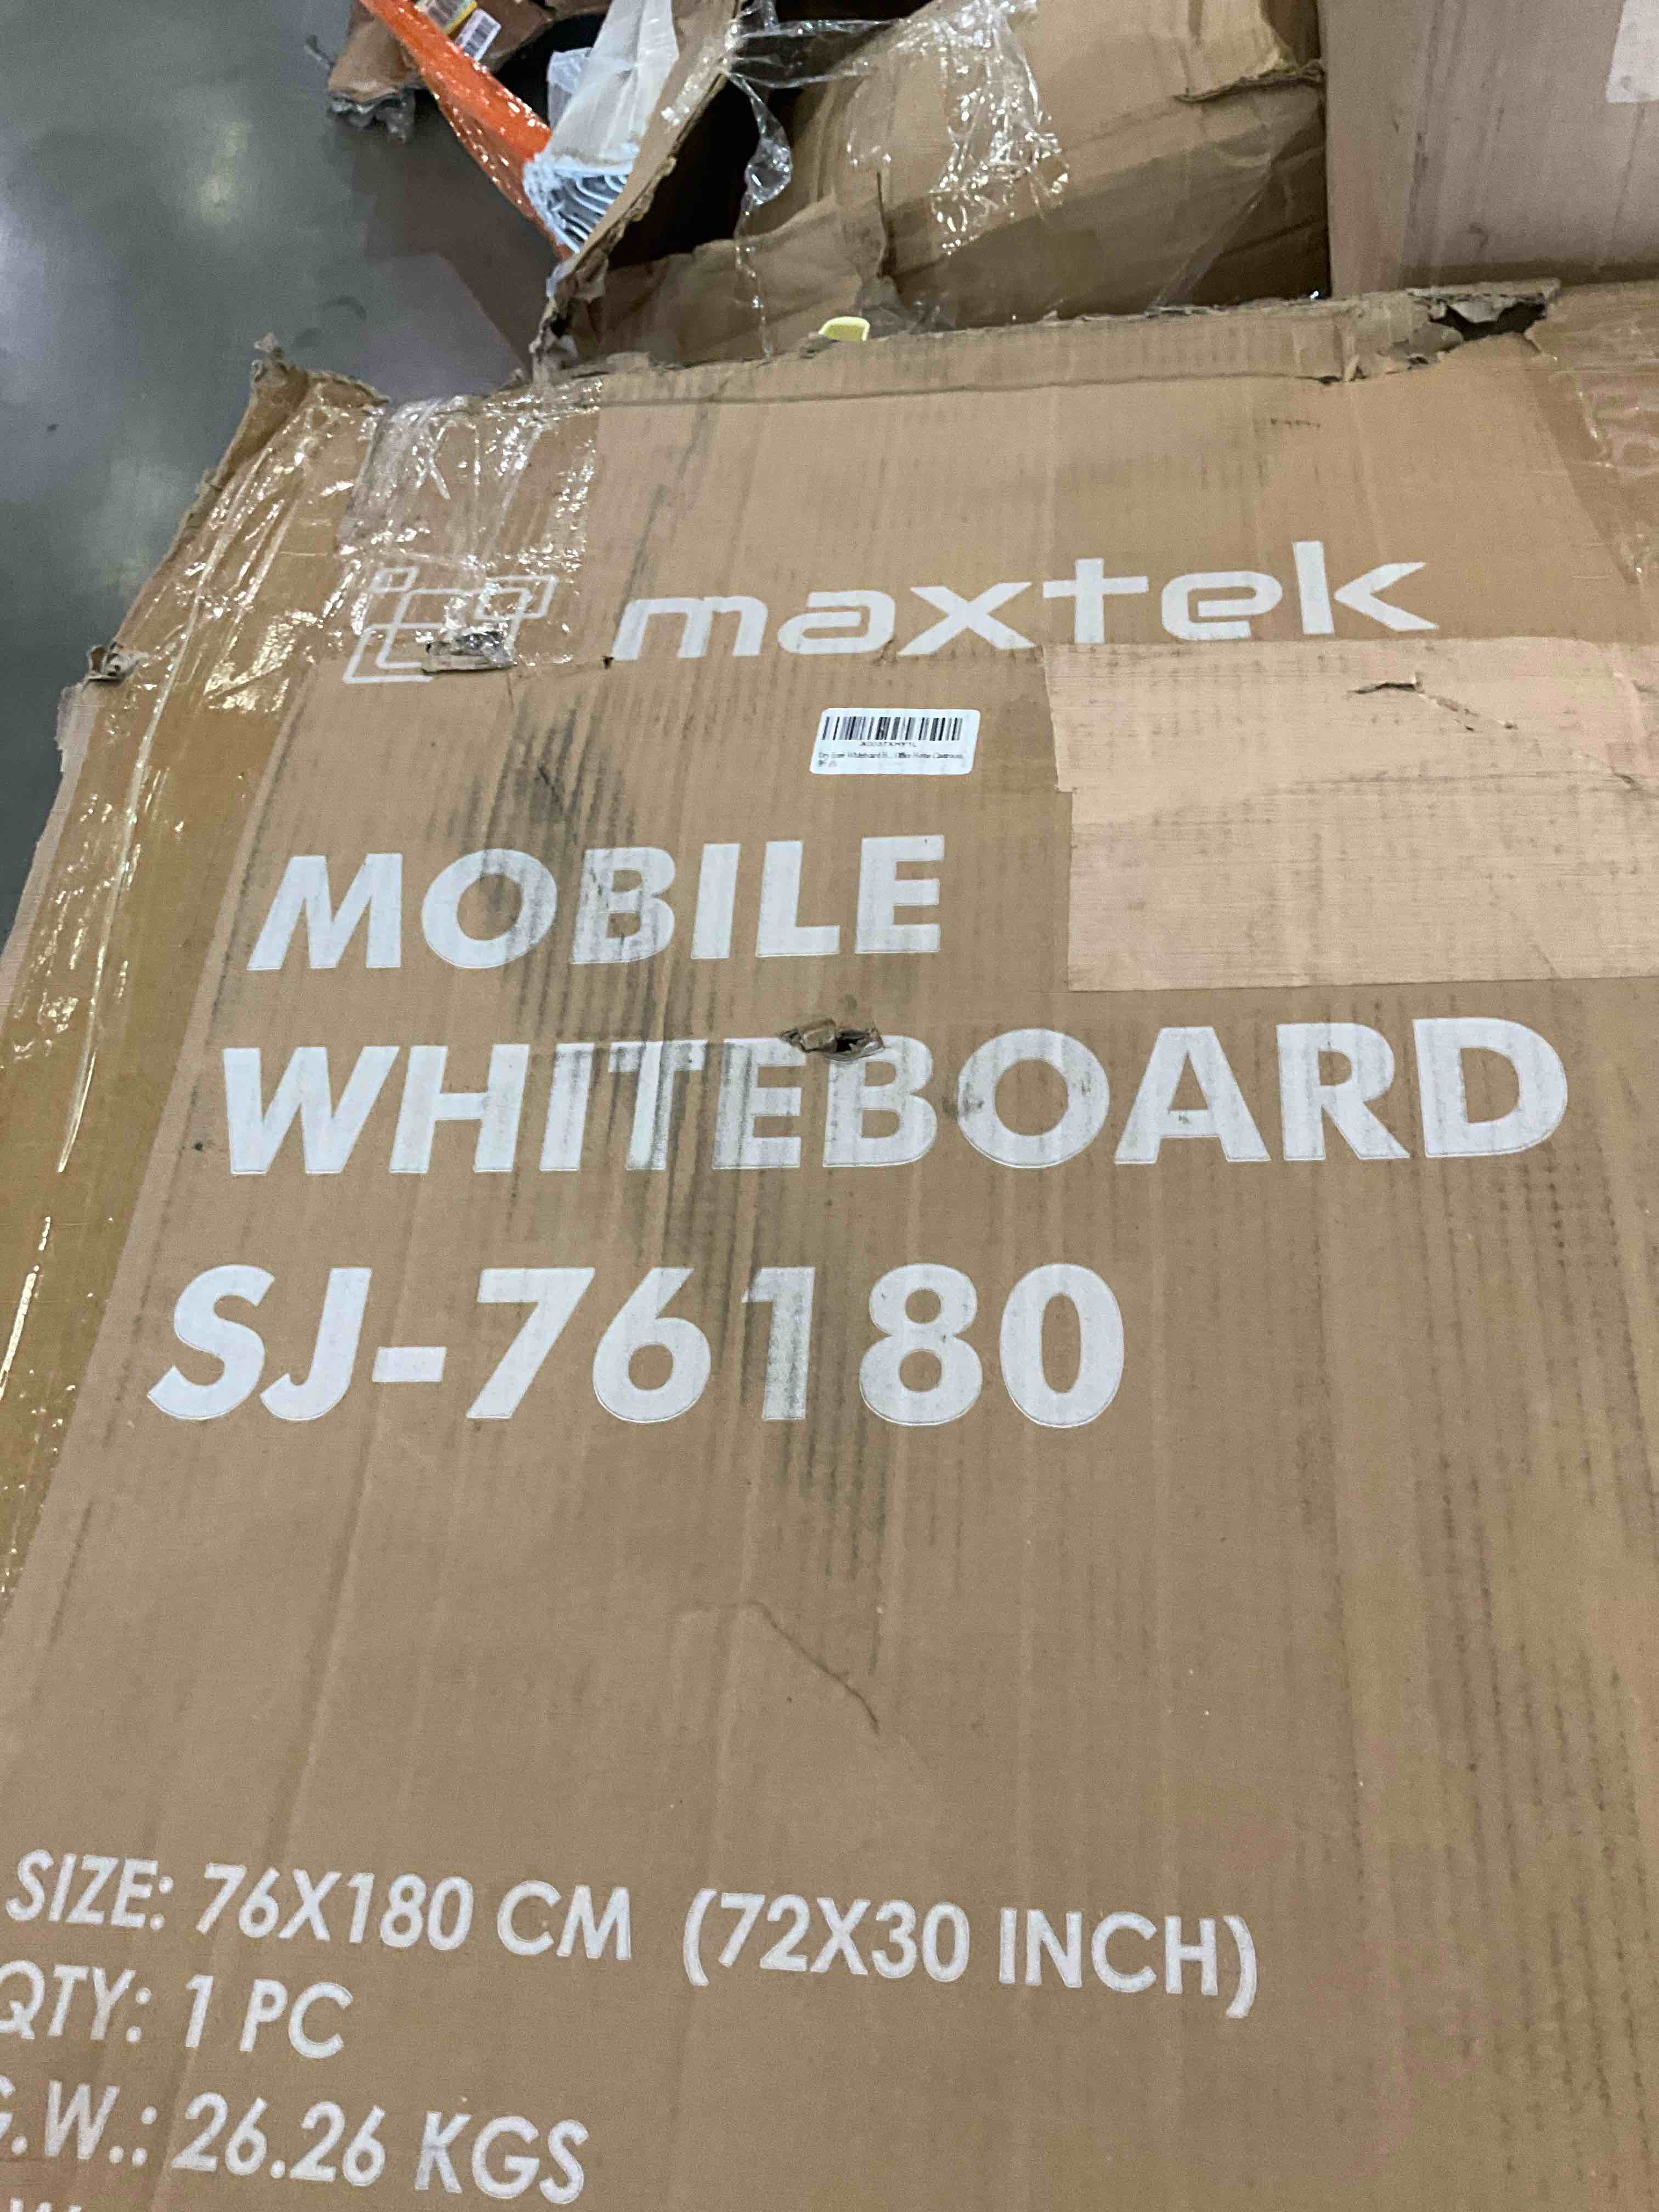 maxtek
MOBILE
WHITEBOARD
SJ-76180
SIZE: 76X180 CM (72X30 INCH)
QTY: 1 PC
G.W.: 26.26 KGS